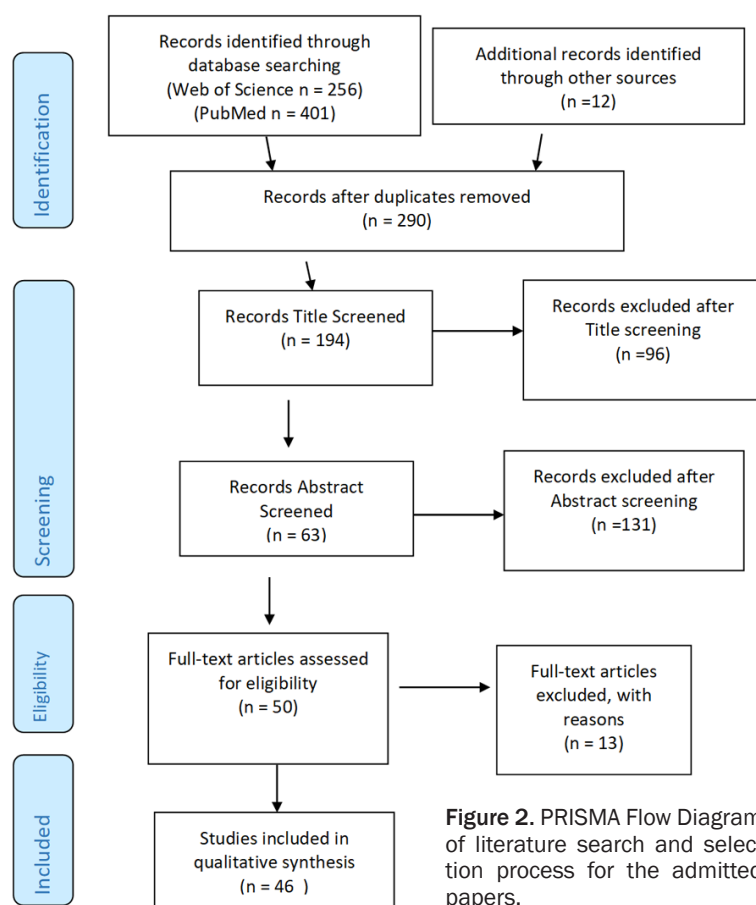 Records identified through
database searching
(Web of Science n = 256)
(PubMed n = 401)
Additional records identified
through other sources
(n =12)
Identification
Records after duplicates removed
(n = 290)
Records Title Screened
(n = 194)
Records excluded after
Title screening
(n =96)
Screening
Records Abstract
Screened
(n = 63)
Records excluded after
Abstract screening
(n =131)
Eligibility
Full-text articles assessed
for eligibility
(n = 50)
Full-text articles
excluded, with
reasons
(n = 13)
Included
Studies included in
qualitative synthesis
(n = 46 )
Figure 2. PRISMA Flow Diagram
of literature search and selec-
tion process for the admitted
papers.